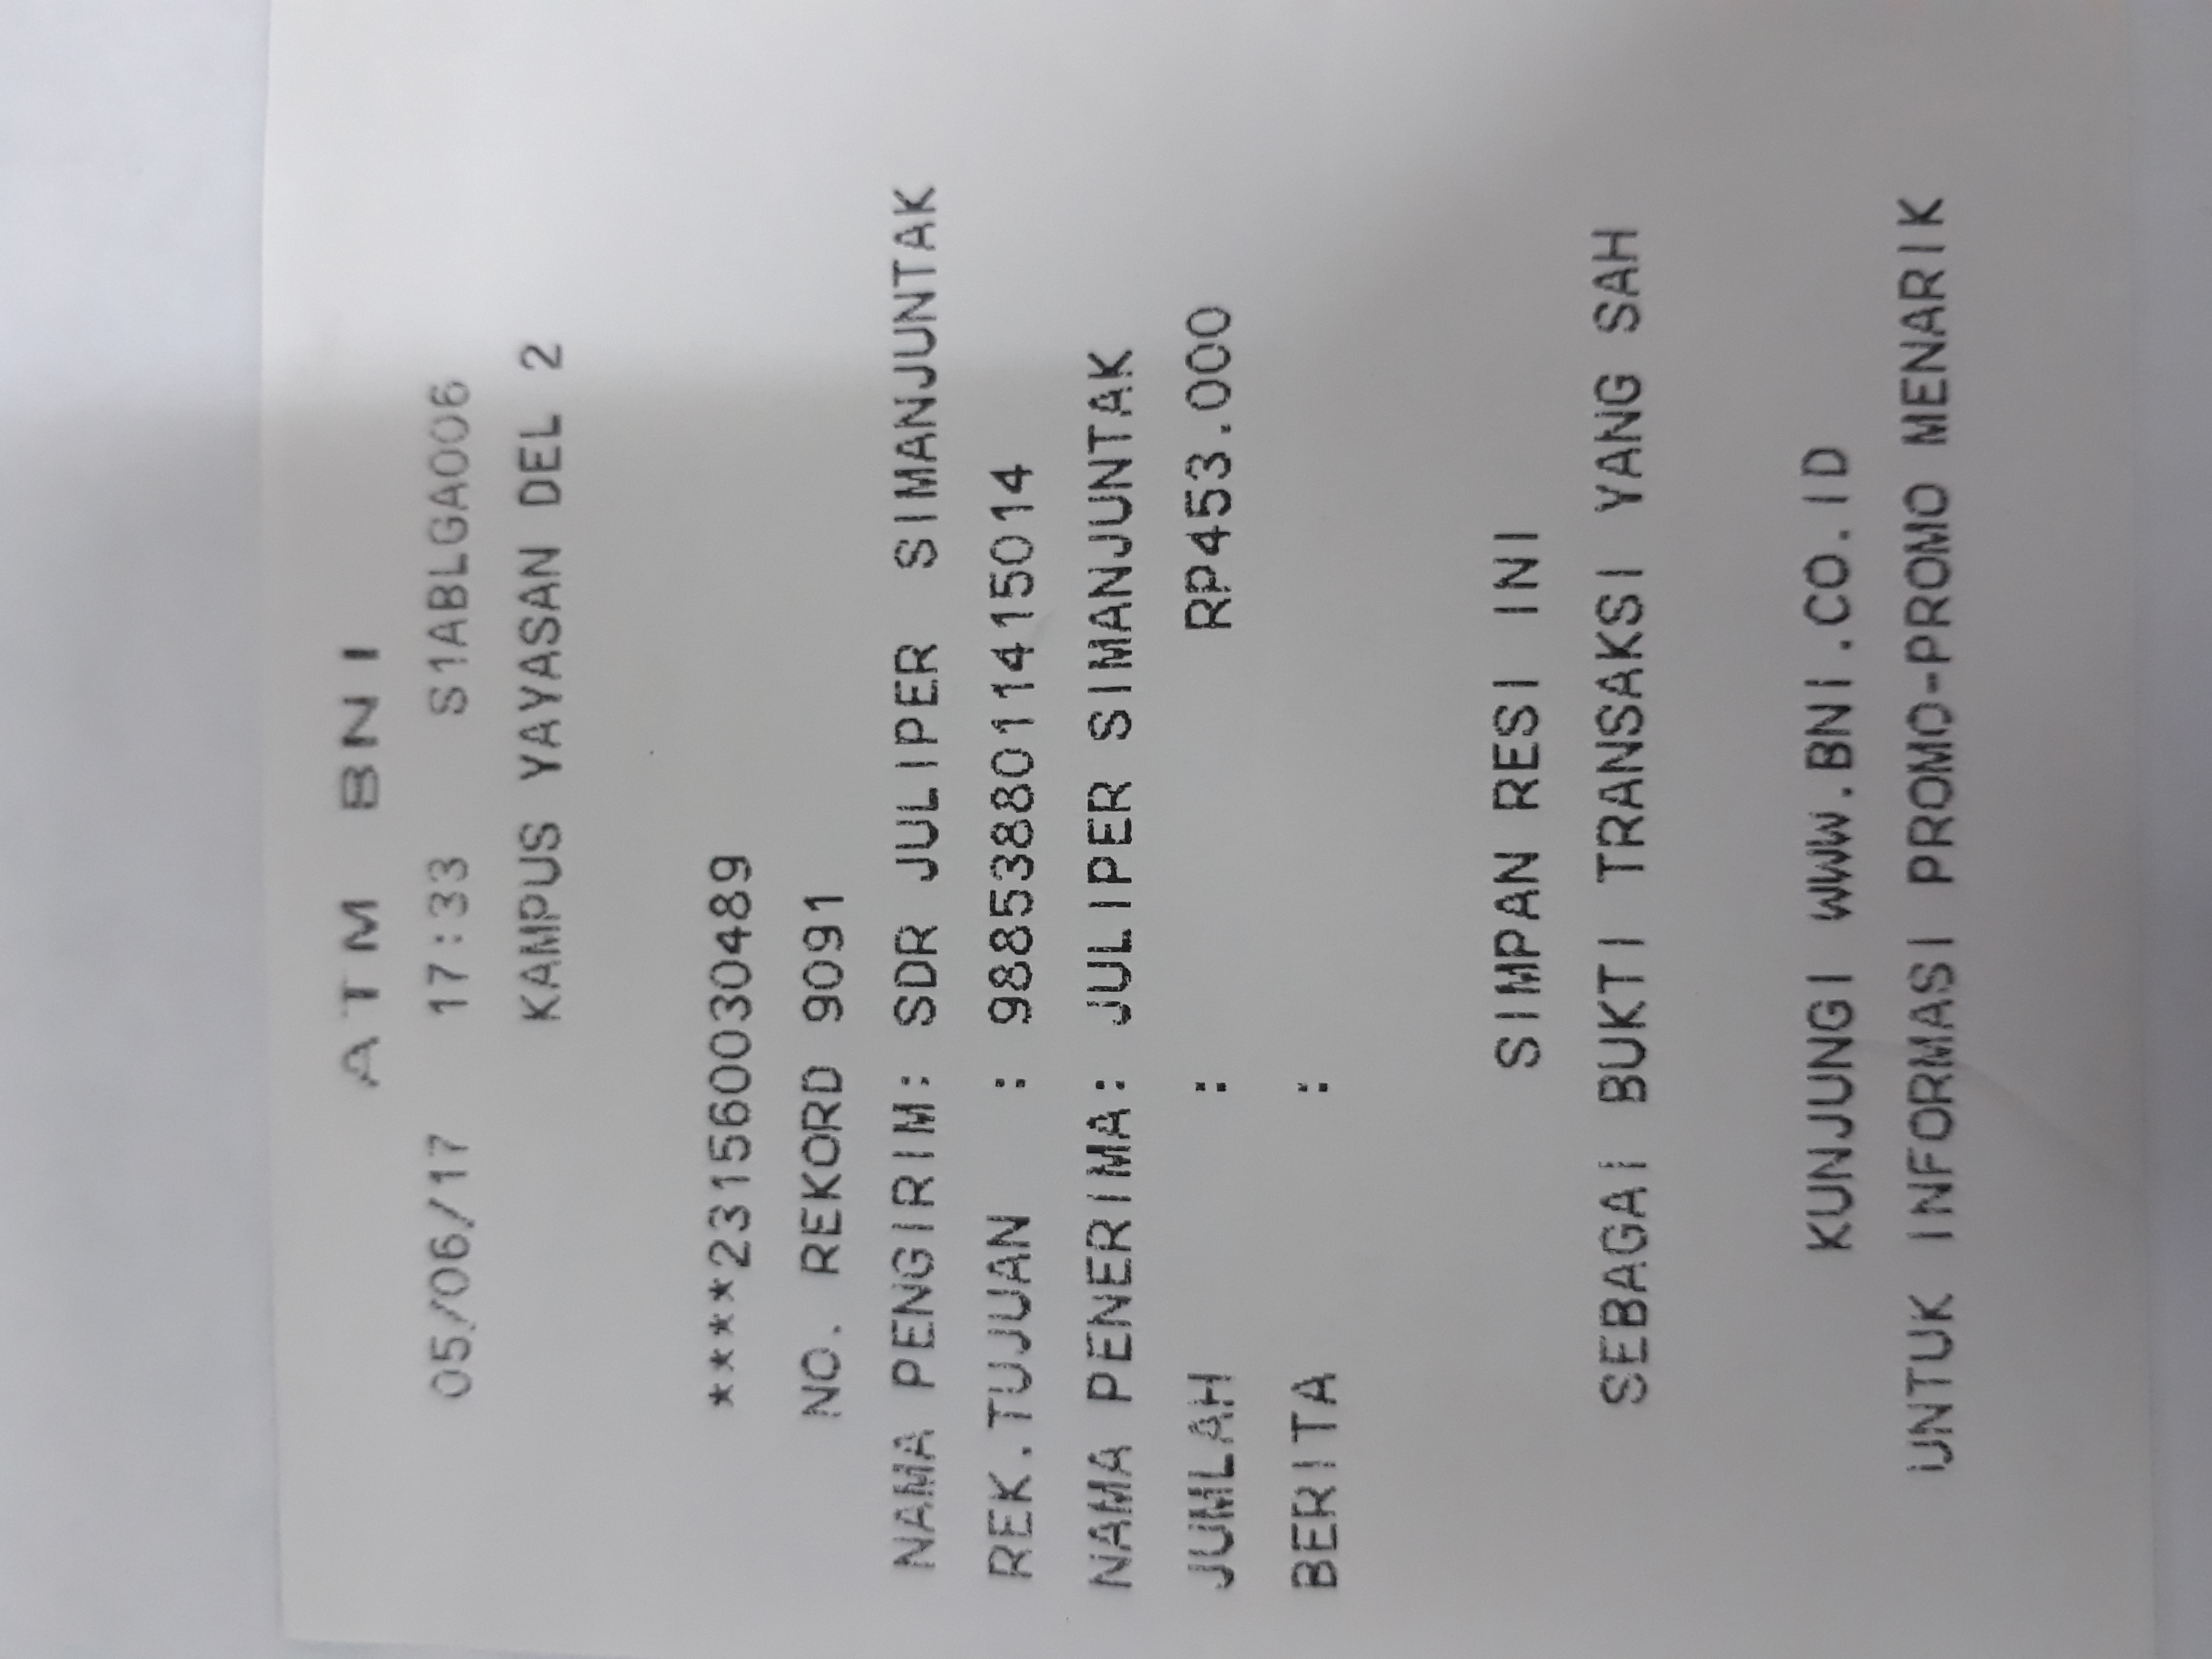 ATM BNI
05/06/17 17:33 S1ABLGA006
KAMPUS YAYASAN DEL 2
****231560030489
NO. REKORD 9091
NAMA PENGIRIM: SDR JULIPER SIMANJUNTAK
REK.TUJUAN : 9885388011415014
NAMA PENERIMA: JULIPER SIMANJUNTAK
JUMLAH : RP453.000
BERITA :
SIMPAN RESI INI
SEBAGAI BUKTI TRANSAKSI YANG SAH
KUNJUNGI WWW.BNI.CO.ID
UNTUK INFORMASI PROMO-PROMO MENARIK